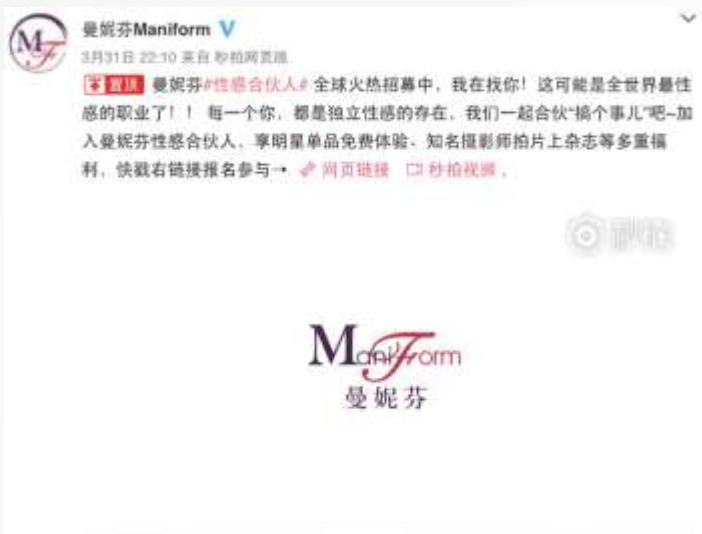 MF
曼妮芬Maniform V
3月31日 22:10 来自 秒拍网页版
置顶 曼妮芬#性感合伙人# 全球火热招募中，我在找你！这可能是全世界最性
感的职业了！！ 每一个你，都是独立性感的存在，我们一起合伙“搞个事儿”吧~加
入曼妮芬性感合伙人、享明星单品免费体验、知名摄影师拍片上杂志等多重福
利，快戳右链接报名参与→ 网页链接 秒拍视频 .
秒拍
ManiForm
曼妮芬